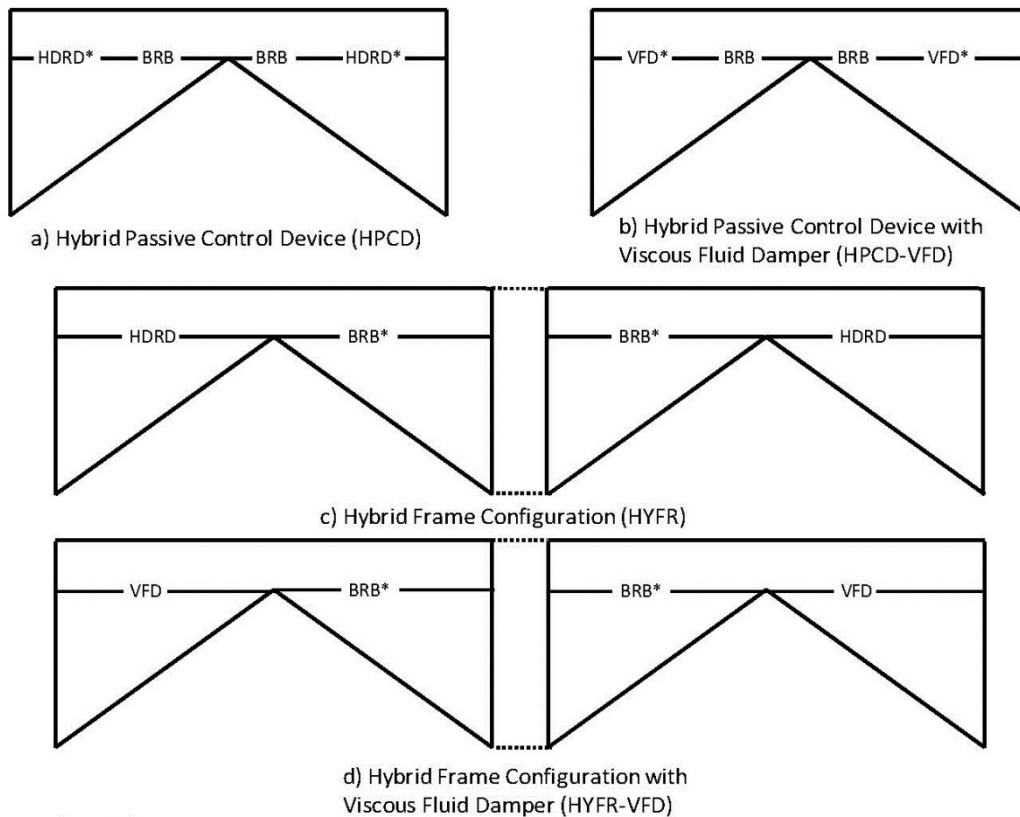 HDRD* BRB BRB HDRD*
VFD* BRB BRB VFD*
a) Hybrid Passive Control Device (HPCD)
b) Hybrid Passive Control Device with
Viscous Fluid Damper (HPCD-VFD)
HDRD BRB* BRB* HDRD
c) Hybrid Frame Configuration (HYFR)
VFD BRB* BRB* VFD
d) Hybrid Frame Configuration with
Viscous Fluid Damper (HYFR-VFD)